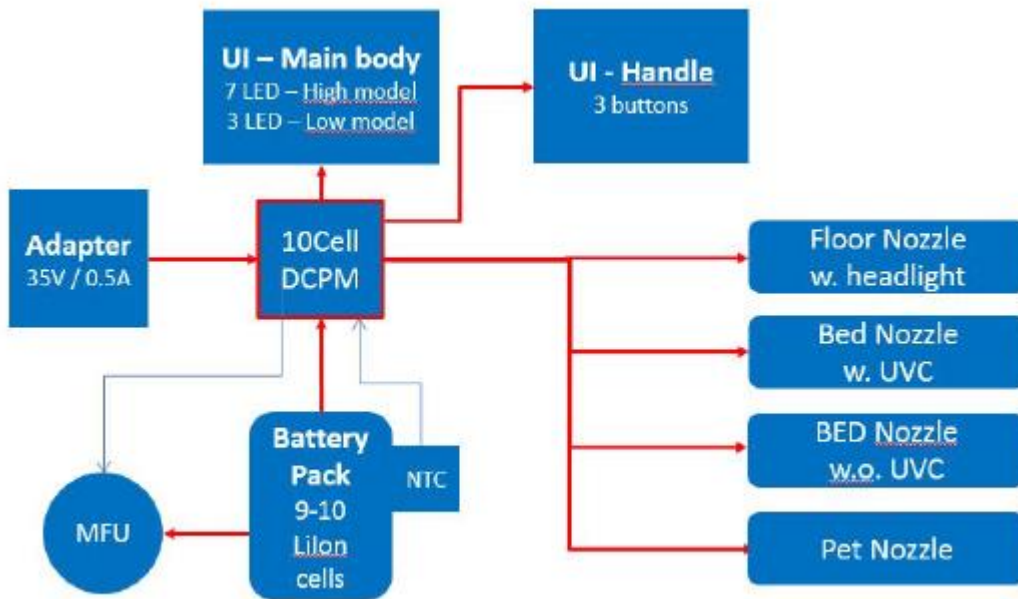 UI – Main body
7 LED – High model
3 LED – Low model
UI - Handle
3 buttons
Adapter
35V / 0.5A
10Cell
DCPM
Floor Nozzle
w. headlight
Bed Nozzle
w. UVC
BED Nozzle
w.o. UVC
Pet Nozzle
Battery
Pack
9-10
LiIon
cells
NTC
MFU